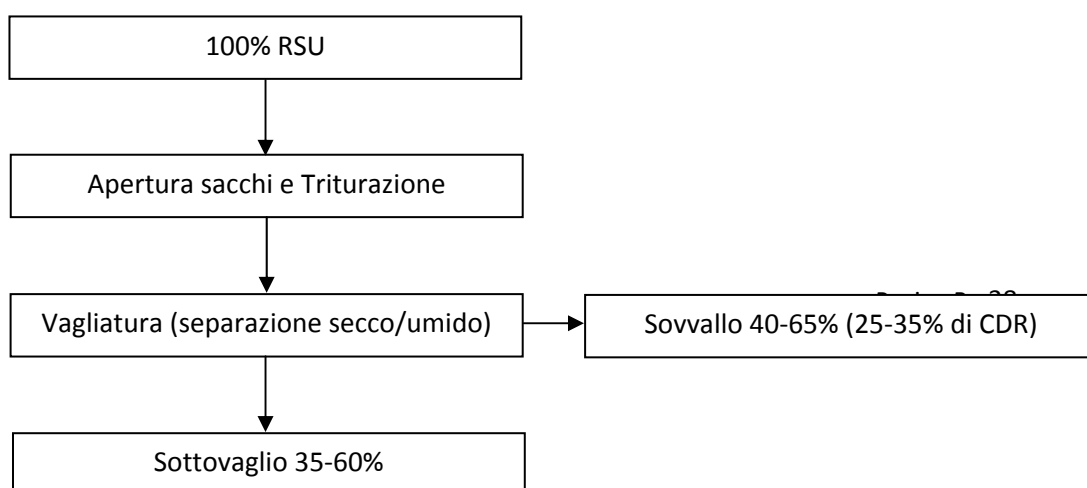 100% RSU
Apertura sacchi e Triturazione
Vagliatura (separazione secco/umido)
Sovvallo 40-65% (25-35% di CDR)
Sottovaglio 35-60%